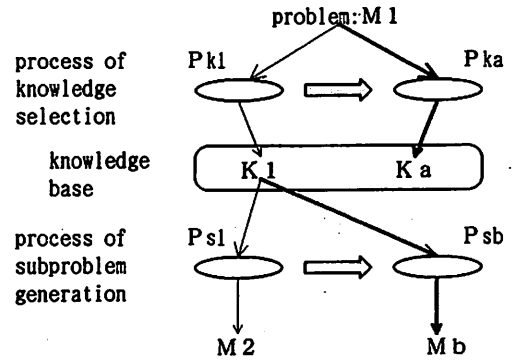 problem:M1
process of
knowledge
selection
Pk1
Pka
knowledge
base
K1
Ka
process of
subproblem
generation
Ps1
Psb
M2
Mb